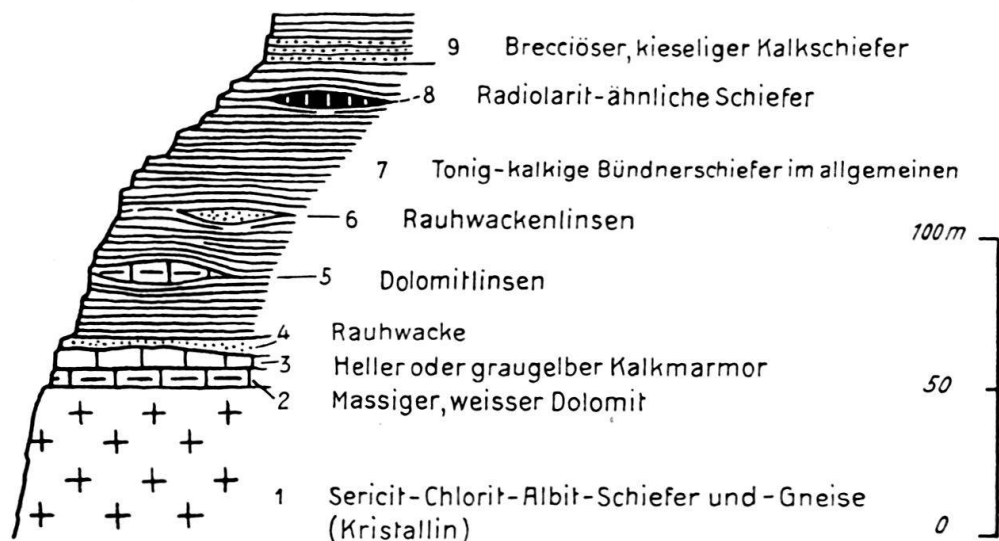 9 Brecciöser, kieseliger Kalkschiefer
8 Radiolarit-ähnliche Schiefer
7 Tonig-kalkige Bündnerschiefer im allgemeinen
6 Rauhwackenlinsen
100 m
5 Dolomitlinsen
4 Rauhwacke
3 Heller oder graugelber Kalkmarmor
50
2 Massiger, weisser Dolomit
1 Sericit-Chlorit-Albit-Schiefer und -Gneise
(Kristallin)
0